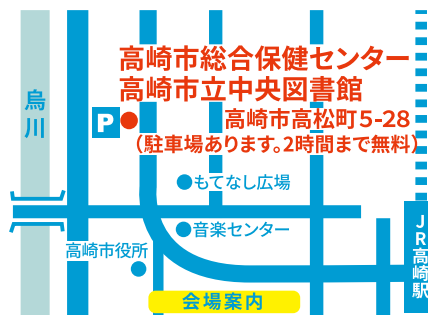 高崎市総合保健センター
高崎市立中央図書館
烏川
P
高崎市高松町5-28
（駐車場あります。2時間まで無料）
もてなし広場
音楽センター
JR高崎駅
高崎市役所
会場案内